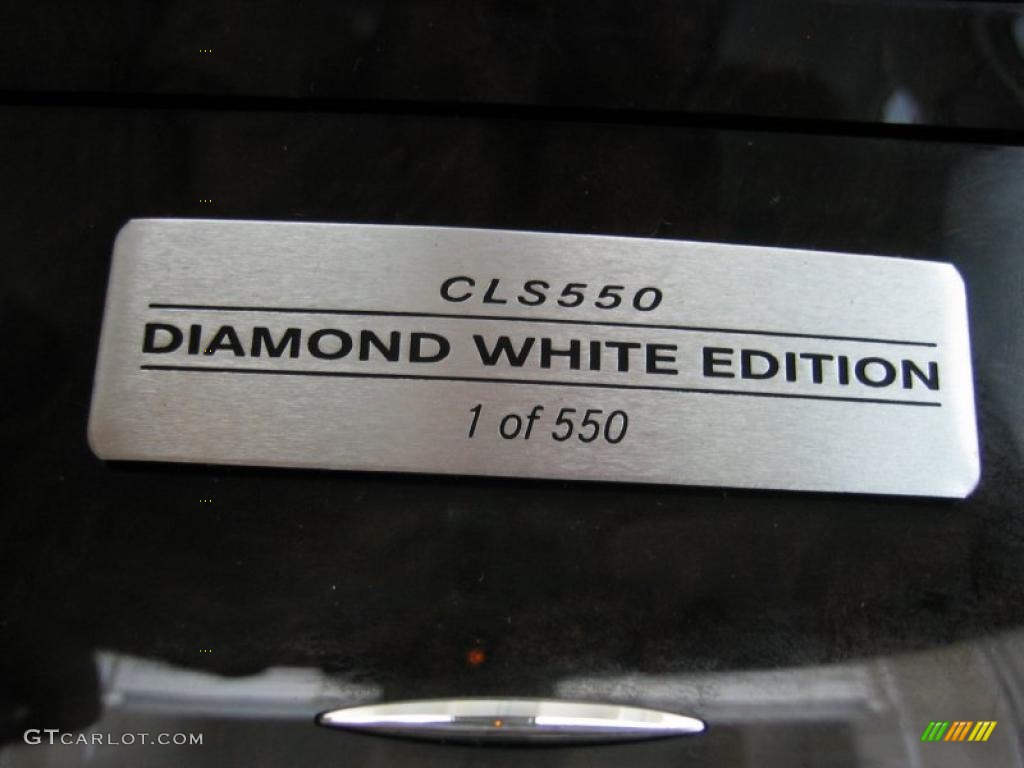 CLS550
DIAMOND WHITE EDITION
1 of 550
GTCARLOT.COM